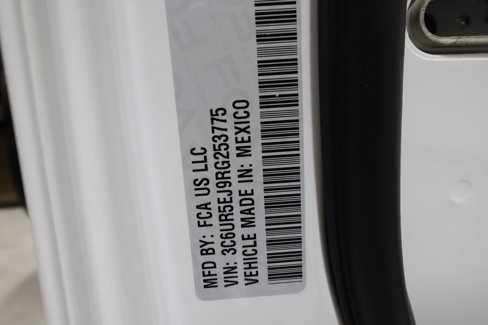 MFD BY: FCA US LLC
VIN: 3C6UR5EJ9RG253775
VEHICLE MADE IN: MEXICO